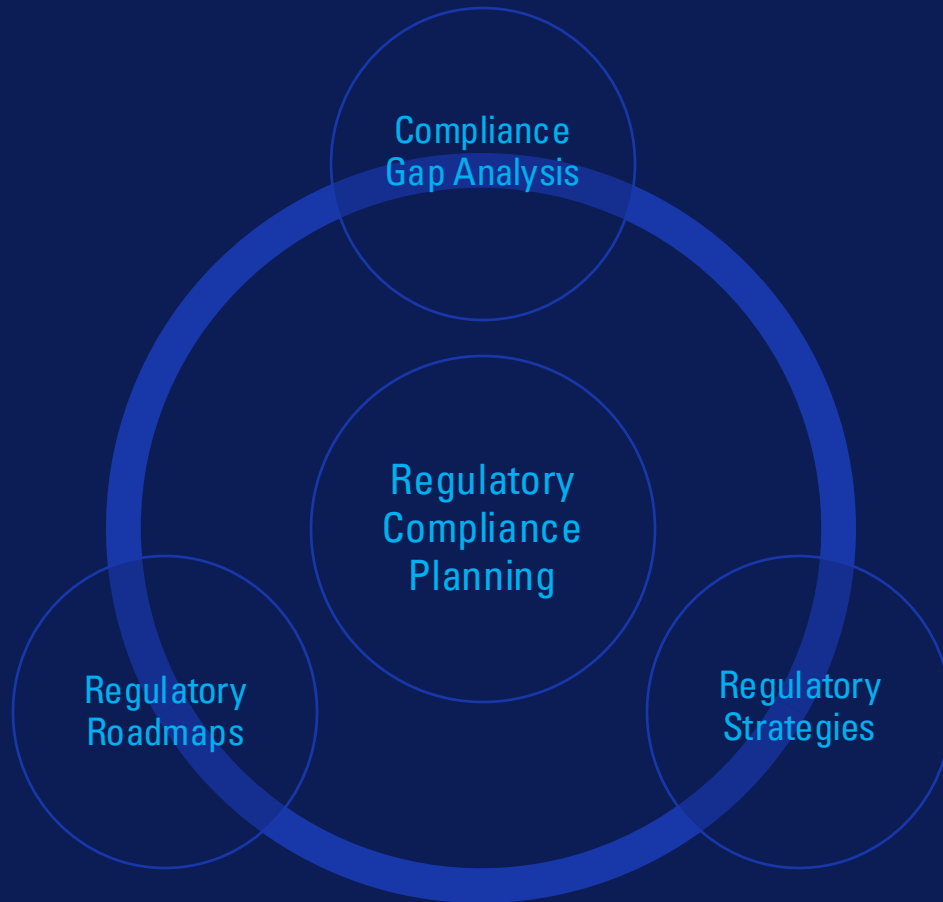 Compliance
Gap Analysis
Regulatory
Compliance
Planning
Regulatory
Roadmaps
Regulatory
Strategies